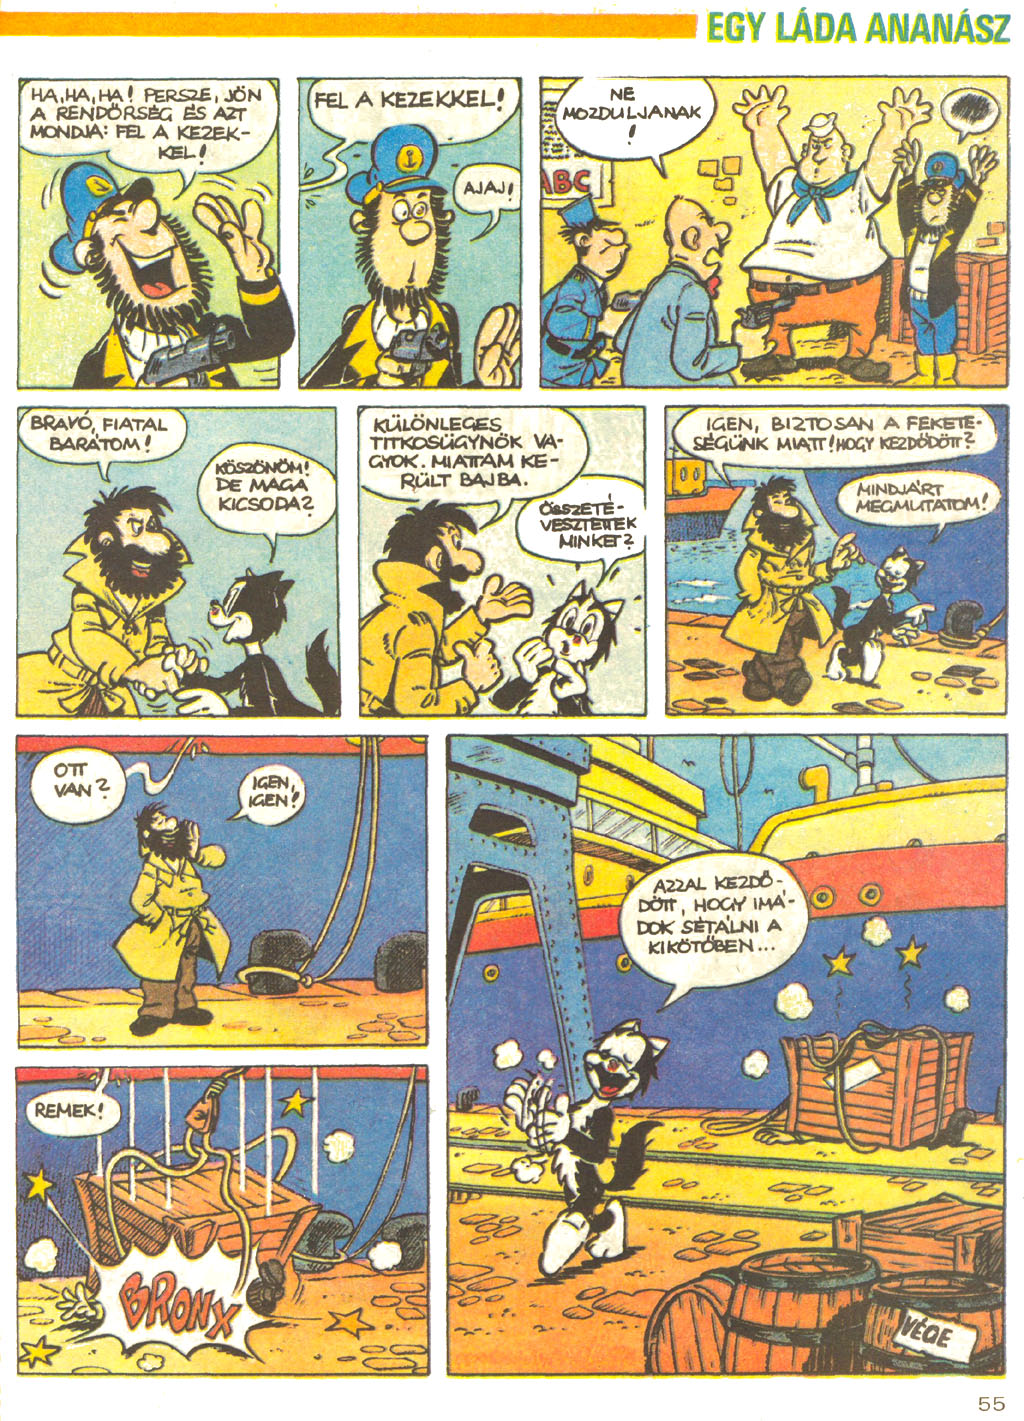 EGY LÁDA ANANÁSZ
HA, HA, HA! PERSZE, JÖN
A RENDŐRSÉG ÉS AZT
MONDJA: FEL A KEZEK-
KEL!
FEL A KEZEKKEL!
AJAJ!
NE
MOZDULJANAK
!
ABC
BRAVÓ, FIATAL
BARÁTOM!
KÖSZÖNÖM!
DE MAGA
KICSODA?
KÜLÖNLEGES
TITKOSÜGYNÖK VA-
GYOK. MIATTAM KE-
RÜLT BAJBA.
ÖSSZETÉ-
VESZTETTEK
MINKET?
IGEN, BIZTOSAN A FEKETE-
SÉGÜNK MIATT! HOGY KEZDŐDÖTT?
MINDJÁRT
MEGMUTATOM!
OTT
VAN?
IGEN,
IGEN!
REMEK!
BRONX
AZZAL KEZDŐ-
DÖTT, HOGY IMÁ-
DOK SÉTÁLNI A
KIKÖTŐBEN...
VÉGE
55